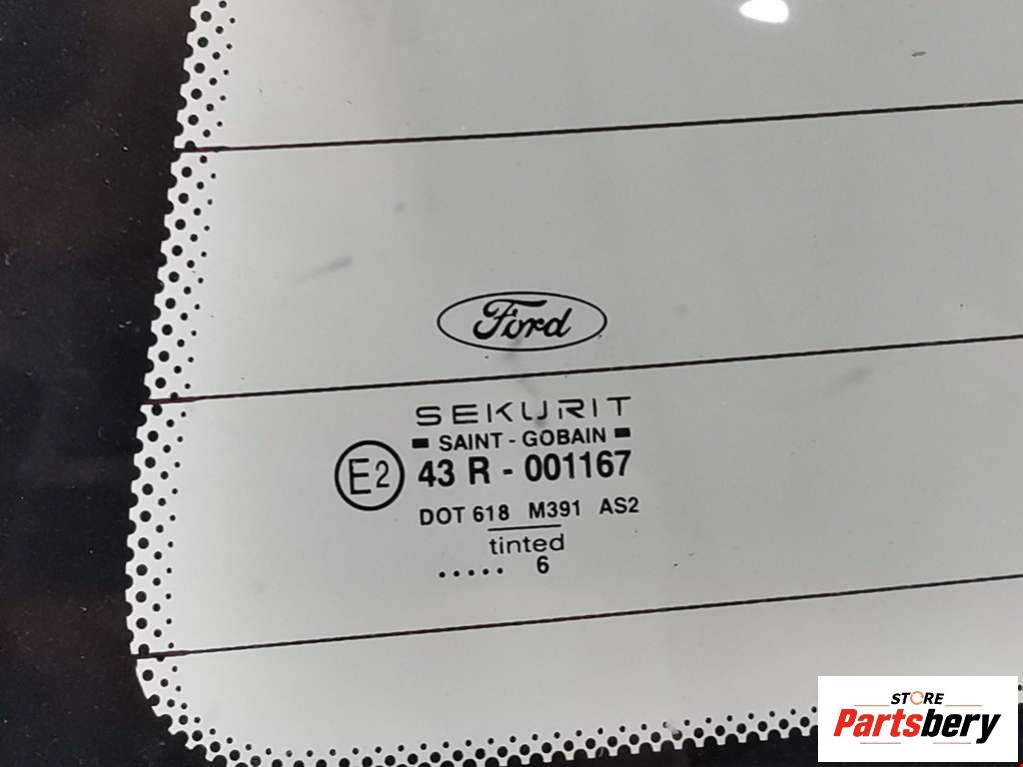 Ford
SEKURIT
SAINT - GOBAIN
E2
43 R - 001167
DOT 618 M391 AS2
tinted
..... 6
STORE
Partsbery